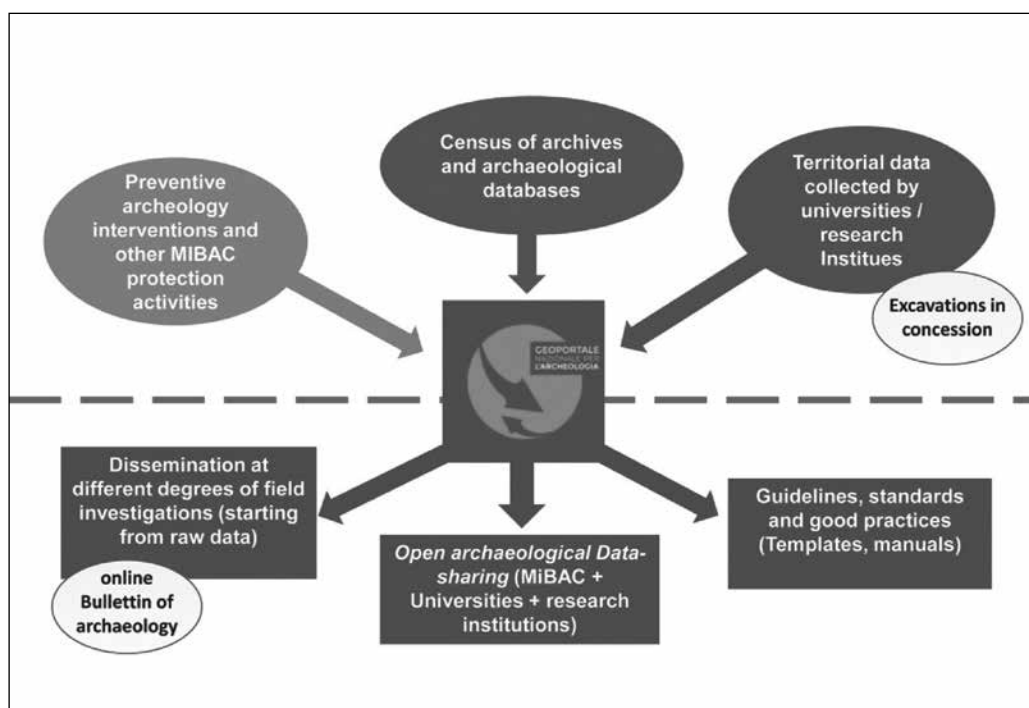 Preventive
archeology
interventions and
other MIBAC
protection
activities
Census of archives
and archaeological
databases
Territorial data
collected by
universities /
research
Institues
Excavations in
concession
GEOPORTALE
NAZIONALE PER
L'ARCHEOLOGIA
Dissemination at
different degrees of field
investigations (starting
from raw data)
online
Bullettin of
archaeology
Open archaeological Data-
sharing (MiBAC +
Universities + research
institutions)
Guidelines, standards
and good practices
(Templates, manuals)